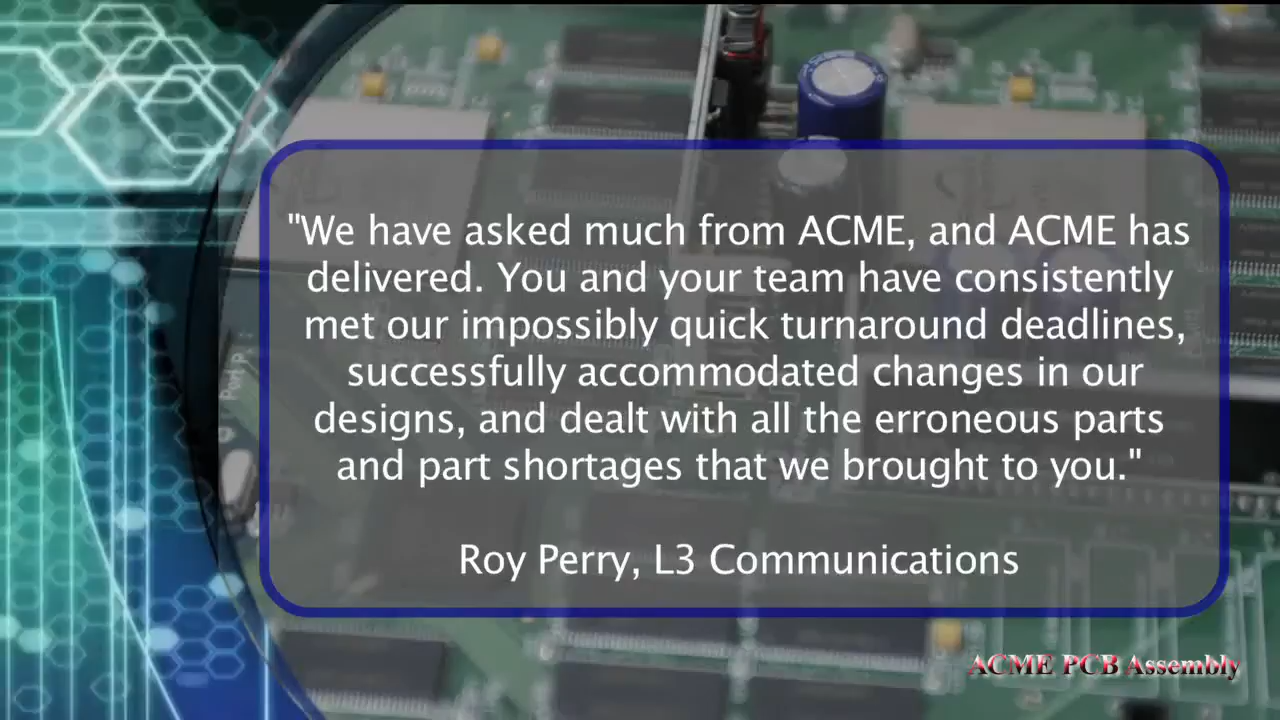 "We have asked much from ACME, and ACME has
delivered. You and your team have consistently
met our impossibly quick turnaround deadlines,
successfully accommodated changes in our
designs, and dealt with all the erroneous parts
and part shortages that we brought to you."
Roy Perry, L3 Communications
ACME PCB Assembly